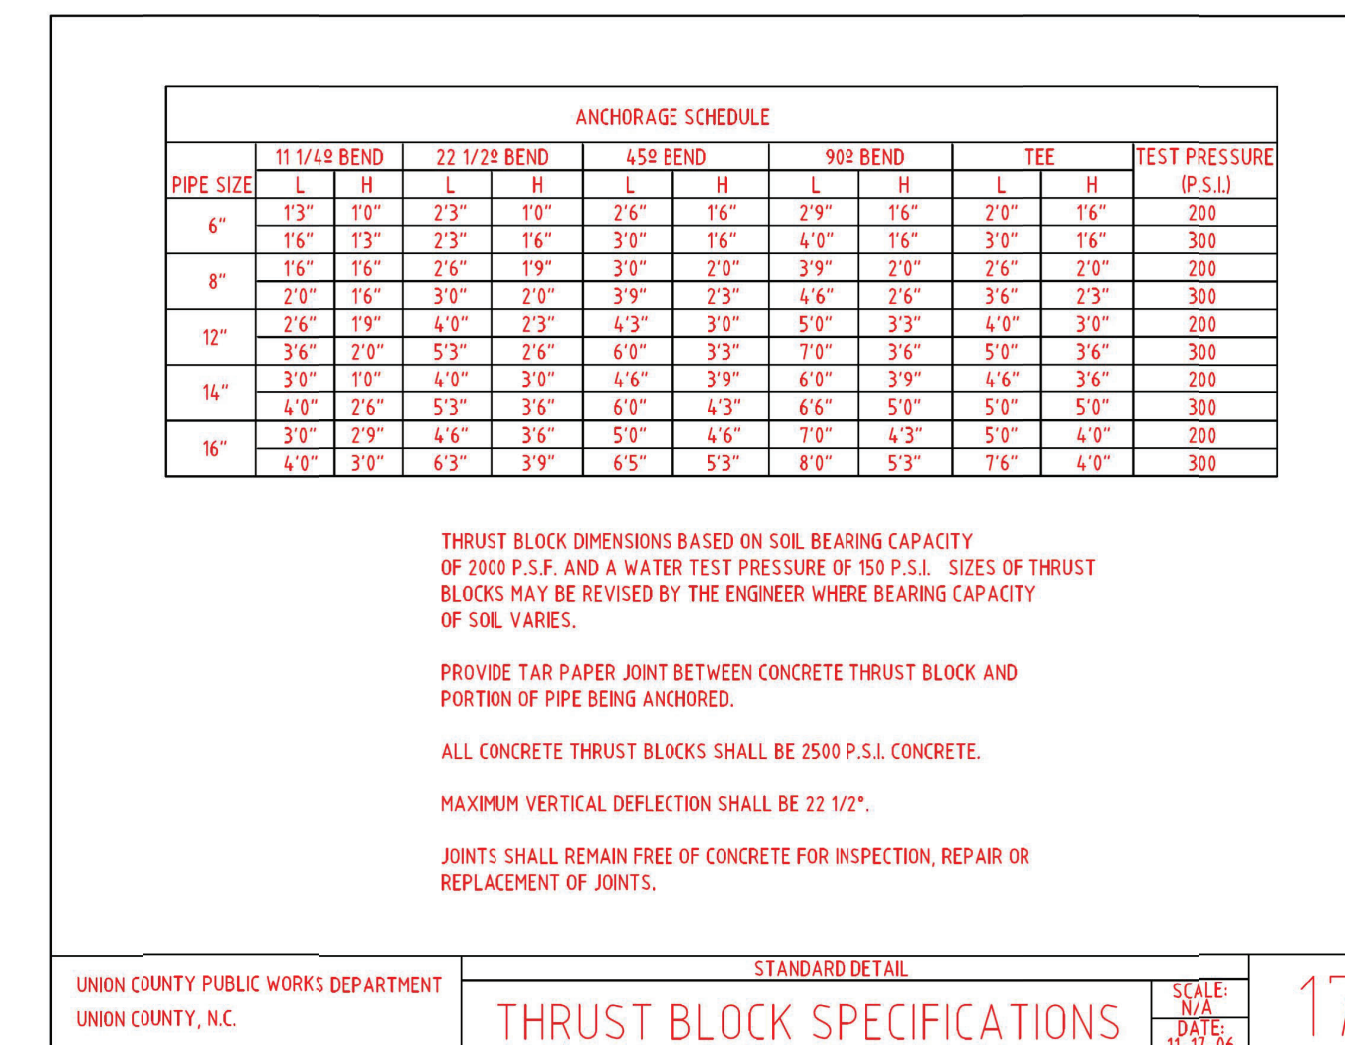 ANCHORAGE SCHEDULE
11 1/4º BEND 22 1/2º BEND 45º BEND 90º BEND TEE TEST PRESSURE
PIPE SIZE L H L H L H L H L H (P.S.I.)
6" 1'3" 1'0" 2'3" 1'0" 2'6" 1'6" 2'9" 1'6" 2'0" 1'6" 200
1'6" 1'3" 2'3" 1'6" 3'0" 1'6" 4'0" 1'6" 3'0" 1'6" 300
8" 1'6" 1'6" 2'6" 1'9" 3'0" 2'0" 3'9" 2'0" 2'6" 2'0" 200
2'0" 1'6" 3'0" 2'0" 3'9" 2'3" 4'6" 2'6" 3'6" 2'3" 300
12" 2'6" 1'9" 4'0" 2'3" 4'3" 3'0" 5'0" 3'3" 4'0" 3'0" 200
3'6" 2'0" 5'3" 2'6" 6'0" 3'3" 7'0" 3'6" 5'0" 3'6" 300
14" 3'0" 1'0" 4'0" 3'0" 4'6" 3'9" 6'0" 3'9" 4'6" 3'6" 200
4'0" 2'6" 5'3" 3'6" 6'0" 4'3" 6'6" 5'0" 5'0" 5'0" 300
16" 3'0" 2'9" 4'6" 3'6" 5'0" 4'6" 7'0" 4'3" 5'0" 4'0" 200
4'0" 3'0" 6'3" 3'9" 6'5" 5'3" 8'0" 5'3" 7'6" 4'0" 300
THRUST BLOCK DIMENSIONS BASED ON SOIL BEARING CAPACITY
OF 2000 P.S.F. AND A WATER TEST PRESSURE OF 150 P.S.I. SIZES OF THRUST
BLOCKS MAY BE REVISED BY THE ENGINEER WHERE BEARING CAPACITY
OF SOIL VARIES.
PROVIDE TAR PAPER JOINT BETWEEN CONCRETE THRUST BLOCK AND
PORTION OF PIPE BEING ANCHORED.
ALL CONCRETE THRUST BLOCKS SHALL BE 2500 P.S.I. CONCRETE.
MAXIMUM VERTICAL DEFLECTION SHALL BE 22 1/2°.
JOINTS SHALL REMAIN FREE OF CONCRETE FOR INSPECTION, REPAIR OR
REPLACEMENT OF JOINTS.
UNION COUNTY PUBLIC WORKS DEPARTMENT
UNION COUNTY, N.C.
STANDARD DETAIL
THRUST BLOCK SPECIFICATIONS
SCALE:
N/A
DATE:
11-17-06
17